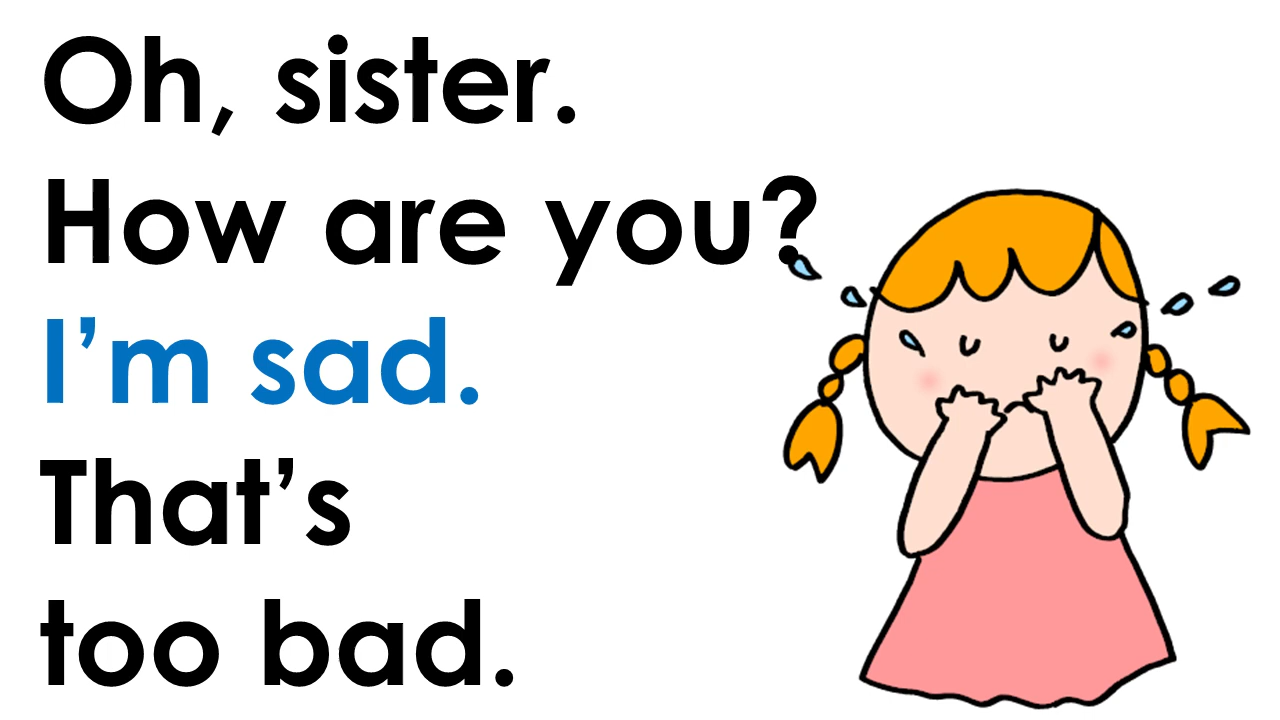 Oh, sister.
How are you?
I’m sad.
That’s
too bad.